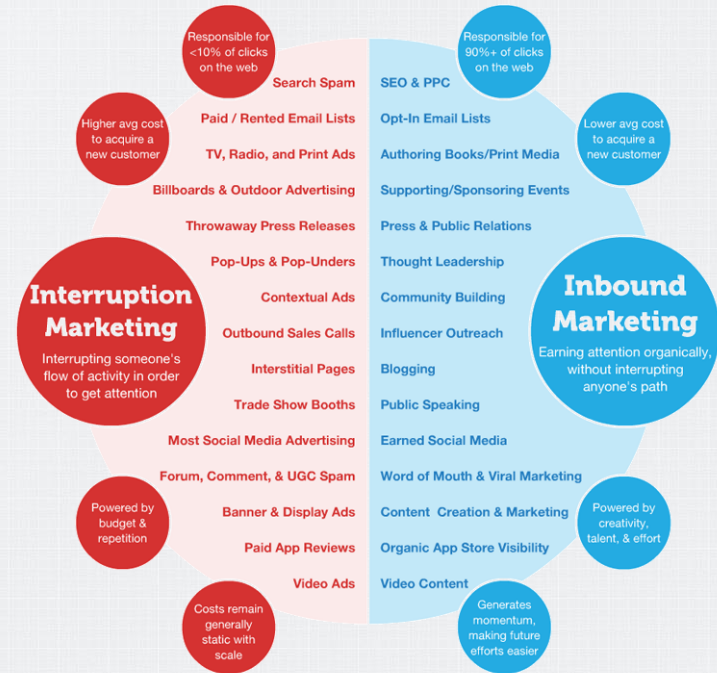 Responsible for
<10% of clicks
on the web
Responsible for
90%+ of clicks
on the web
Higher avg cost
to acquire a
new customer
Lower avg cost
to acquire a
new customer
Search Spam
SEO & PPC
Paid / Rented Email Lists
Opt-In Email Lists
TV, Radio, and Print Ads
Authoring Books/Print Media
Billboards & Outdoor Advertising
Supporting/Sponsoring Events
Throwaway Press Releases
Press & Public Relations
Pop-Ups & Pop-Unders
Thought Leadership
Contextual Ads
Community Building
Outbound Sales Calls
Influencer Outreach
Interstitial Pages
Blogging
Trade Show Booths
Public Speaking
Most Social Media Advertising
Earned Social Media
Forum, Comment, & UGC Spam
Word of Mouth & Viral Marketing
Banner & Display Ads
Content Creation & Marketing
Paid App Reviews
Organic App Store Visibility
Video Ads
Video Content
Interruption
Marketing
Interrupting someone's
flow of activity in order
to get attention
Inbound
Marketing
Earning attention organically,
without interrupting
anyone's path
Powered by
budget &
repetition
Powered by
creativity,
talent, & effort
Costs remain
generally
static with
scale
Generates
momentum,
making future
efforts easier